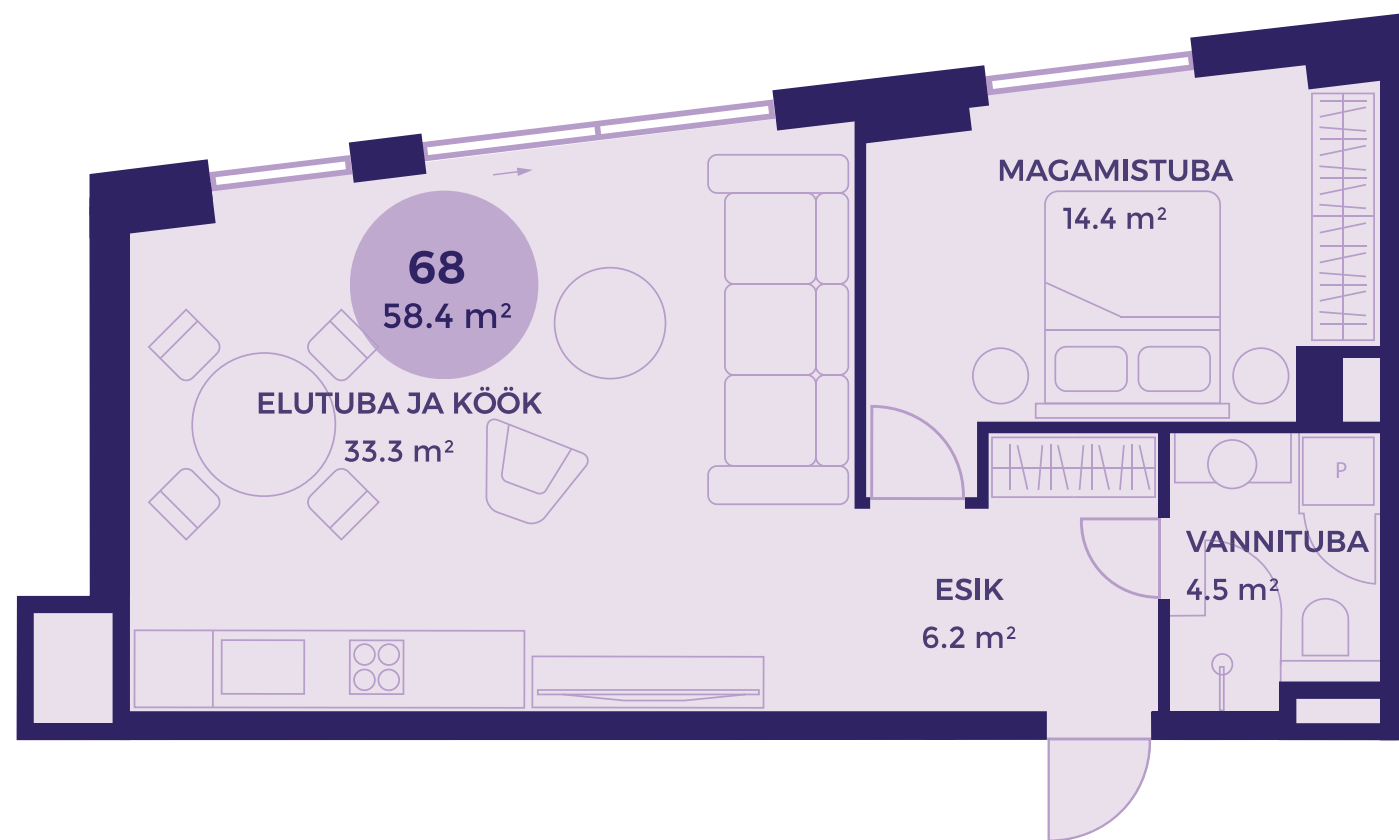 MAGAMISTUBA
14.4 m²
68
58.4 m²
ELUTUBA JA KÖÖK
33.3 m²
P
VANNITUBA
4.5 m²
ESIK
6.2 m²